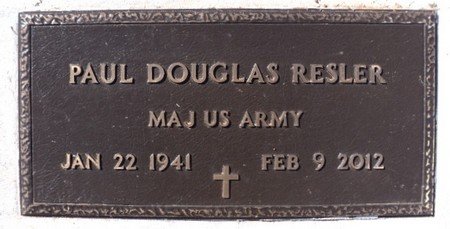 PAUL DOUGLAS RESLER
MAJ US ARMY
JAN 22 1941 FEB 9 2012